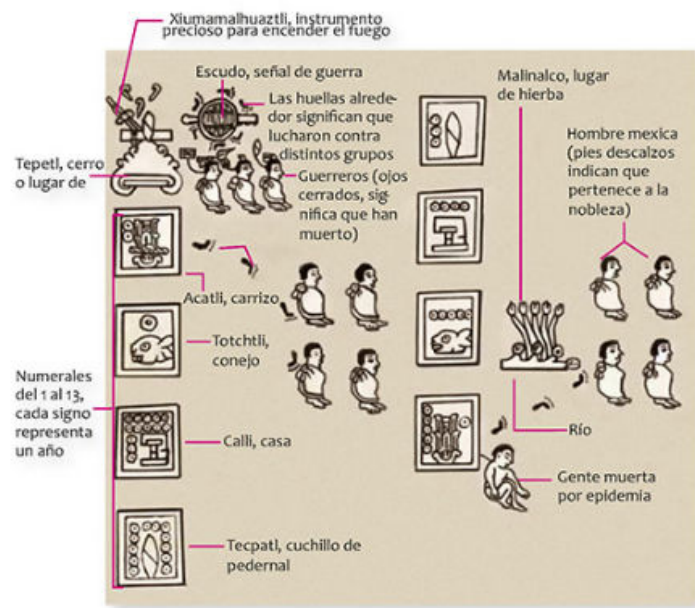 Xiumamalhuaztli, instrumento
precioso para encender el fuego
Escudo, señal de guerra
Las huellas alrede-
dor significan que
lucharon contra
distintos grupos
Guerreros (ojos
cerrados, sig-
nifica que han
muerto)
Tepetl, cerro
o lugar de
Acatli, carrizo
Totchtli,
conejo
Numerales
del 1 al 13,
cada signo
representa
un año
Calli, casa
Tecpatl, cuchillo de
pedernal
Malinalco, lugar
de hierba
Hombre mexica
(pies descalzos
indican que
pertenece a la
nobleza)
Río
Gente muerta
por epidemia